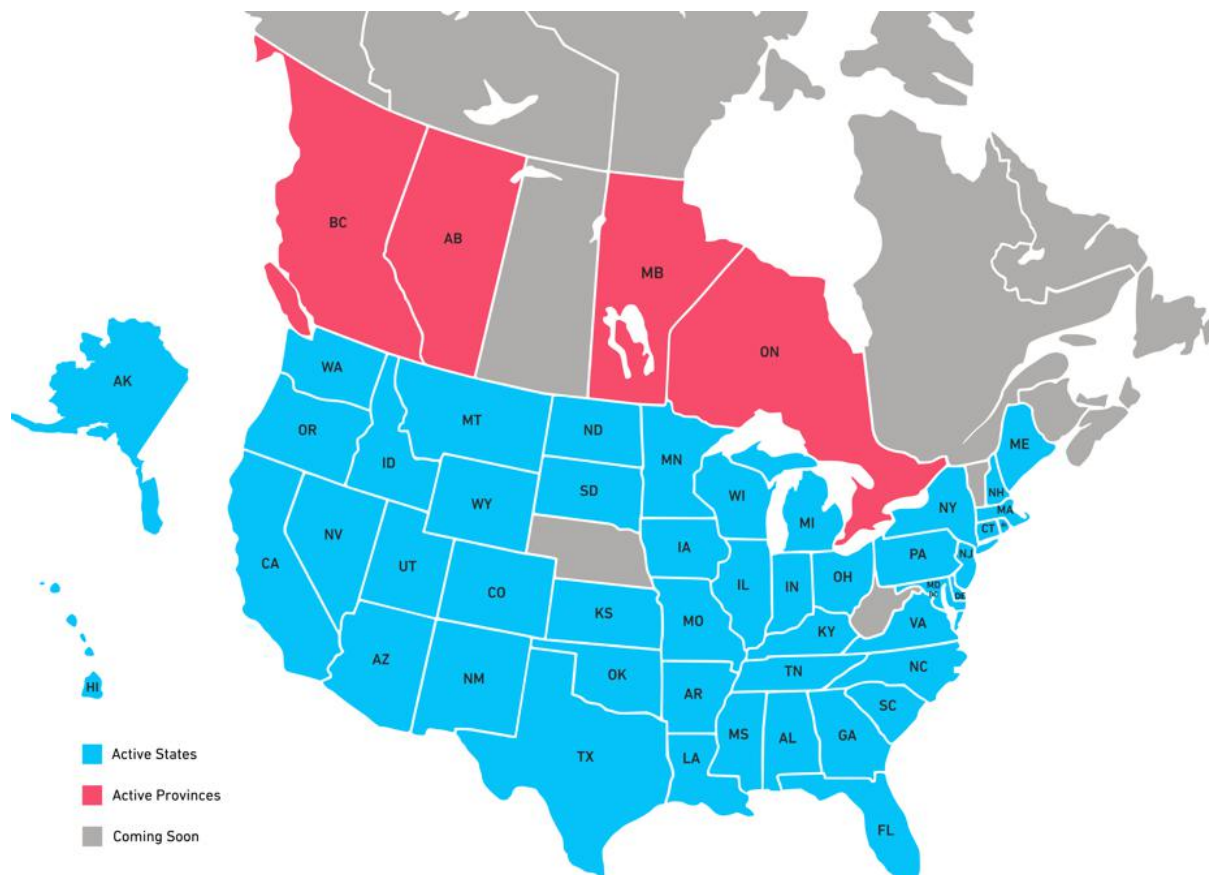 BC
AB
MB
ON
AK
WA
MT
ND
MN
OR
ID
SD
WI
MI
ME
NH
NY
MA
CT
WY
NV
CA
UT
CO
IA
IL
IN
OH
PA
NJ
MD
DC
DE
KS
MO
KY
VA
AZ
NM
OK
AR
TN
NC
SC
HI
TX
LA
MS
AL
GA
FL
Active States
Active Provinces
Coming Soon